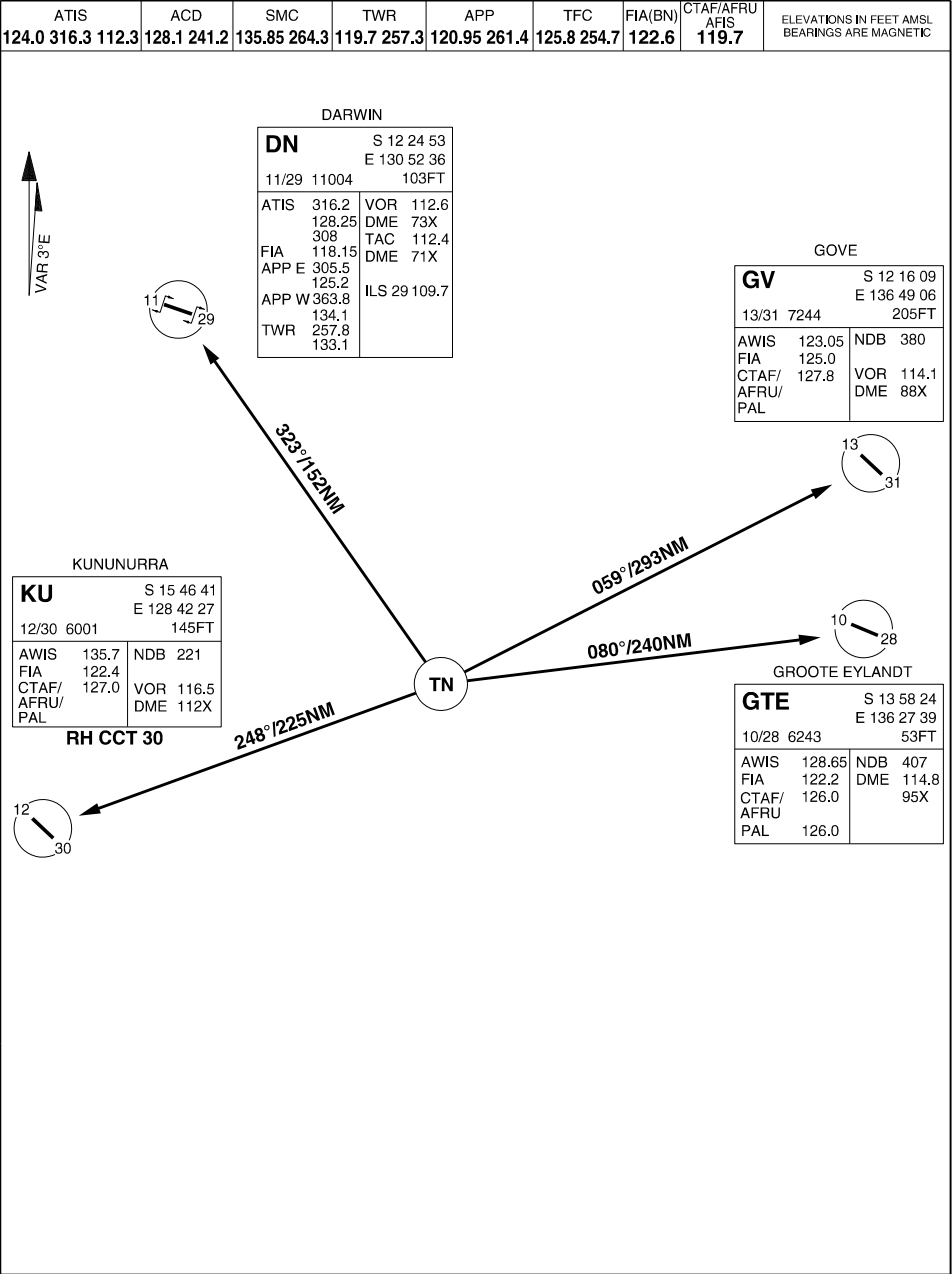 ATIS ACD SMC TWR APP TFC FIA(BN) CTAF/AFRU AFIS ELEVATIONS IN FEET AMSL
124.0 316.3 112.3 128.1 241.2 135.85 264.3 119.7 257.3 120.95 261.4 125.8 254.7 122.6 119.7 BEARINGS ARE MAGNETIC
VAR 3°E
DARWIN
DN S 12 24 53
E 130 52 36
11/29 11004 103FT
ATIS 316.2 VOR 112.6
128.25 DME 73X
308 TAC 112.4
FIA 118.15 DME 71X
APP E 305.5
125.2 ILS 29 109.7
APP W 363.8
134.1
TWR 257.8
133.1
11
29
GOVE
GV S 12 16 09
E 136 49 06
13/31 7244 205FT
AWIS 123.05 NDB 380
FIA 125.0
CTAF/ 127.8 VOR 114.1
AFRU/ DME 88X
PAL
13
31
323°/152NM
059°/293NM
KUNUNURRA
KU S 15 46 41
E 128 42 27
12/30 6001 145FT
AWIS 135.7 NDB 221
FIA 122.4
CTAF/ 127.0 VOR 116.5
AFRU/ DME 112X
PAL
RH CCT 30
248°/225NM
12
30
TN
080°/240NM
10
28
GROOTE EYLANDT
GTE S 13 58 24
E 136 27 39
10/28 6243 53FT
AWIS 128.65 NDB 407
FIA 122.2 DME 114.8
CTAF/ 126.0 95X
AFRU
PAL 126.0